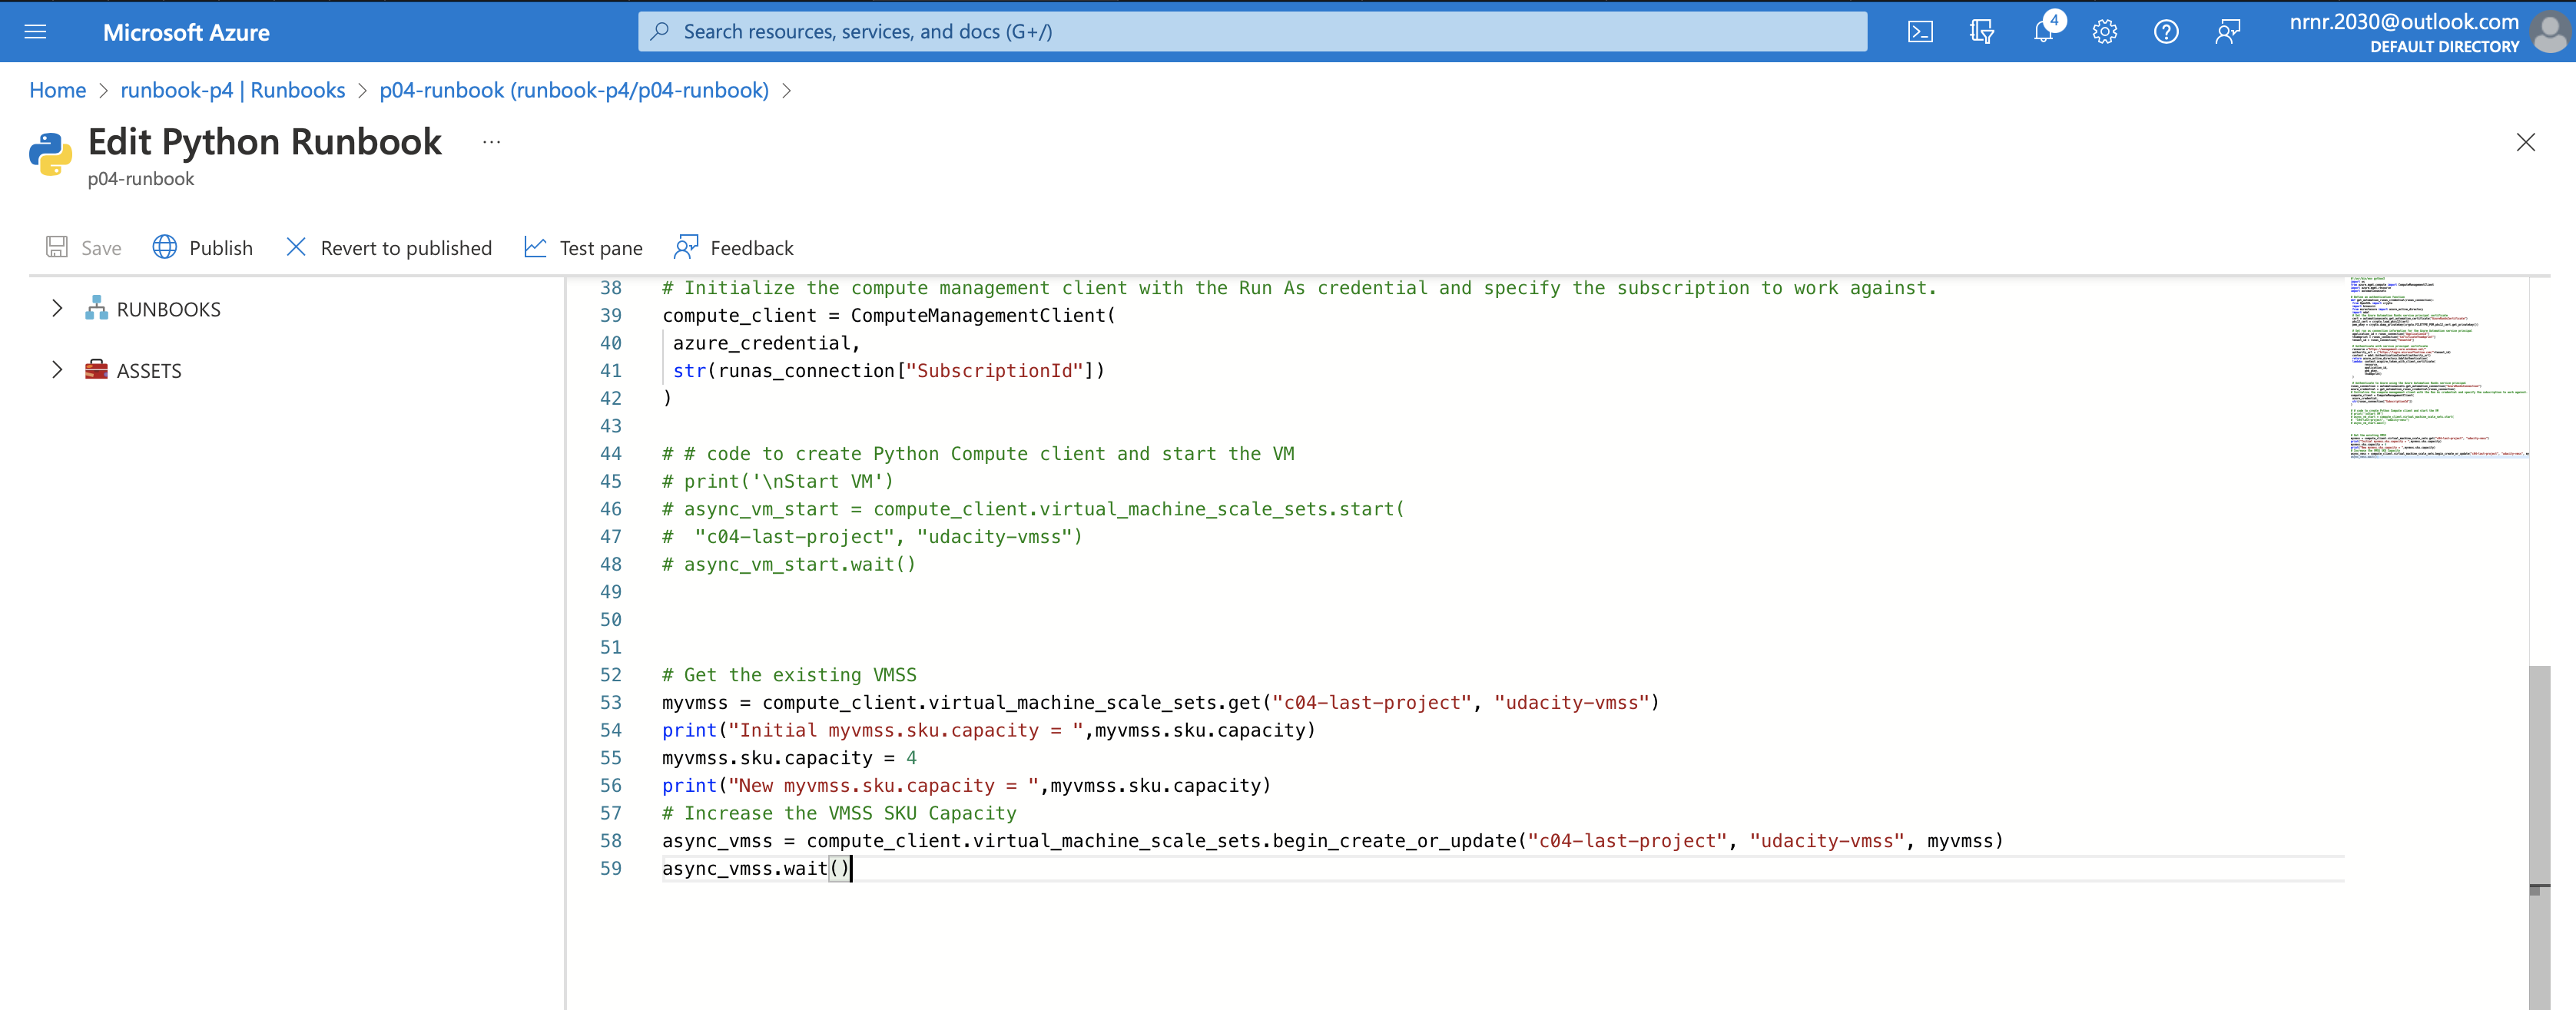 Microsoft Azure
Search resources, services, and docs (G+/)
4
nrnr.2030@outlook.com
DEFAULT DIRECTORY
Home > runbook-p4 | Runbooks > p04-runbook (runbook-p4/p04-runbook) >
Edit Python Runbook ...
p04-runbook
Save Publish Revert to published Test pane Feedback
RUNBOOKS
ASSETS
38 # Initialize the compute management client with the Run As credential and specify the subscription to work against.
39 compute_client = ComputeManagementClient(
40 azure_credential,
41 str(runas_connection["SubscriptionId"])
42 )
43
44 # # code to create Python Compute client and start the VM
45 # print('\nStart VM')
46 # async_vm_start = compute_client.virtual_machine_scale_sets.start(
47 #  "c04-last-project", "udacity-vmss")
48 # async_vm_start.wait()
49
50
51
52 # Get the existing VMSS
53 myvmss = compute_client.virtual_machine_scale_sets.get("c04-last-project", "udacity-vmss")
54 print("Initial myvmss.sku.capacity = ",myvmss.sku.capacity)
55 myvmss.sku.capacity = 4
56 print("New myvmss.sku.capacity = ",myvmss.sku.capacity)
57 # Increase the VMSS SKU Capacity
58 async_vmss = compute_client.virtual_machine_scale_sets.begin_create_or_update("c04-last-project", "udacity-vmss", myvmss)
59 async_vmss.wait()